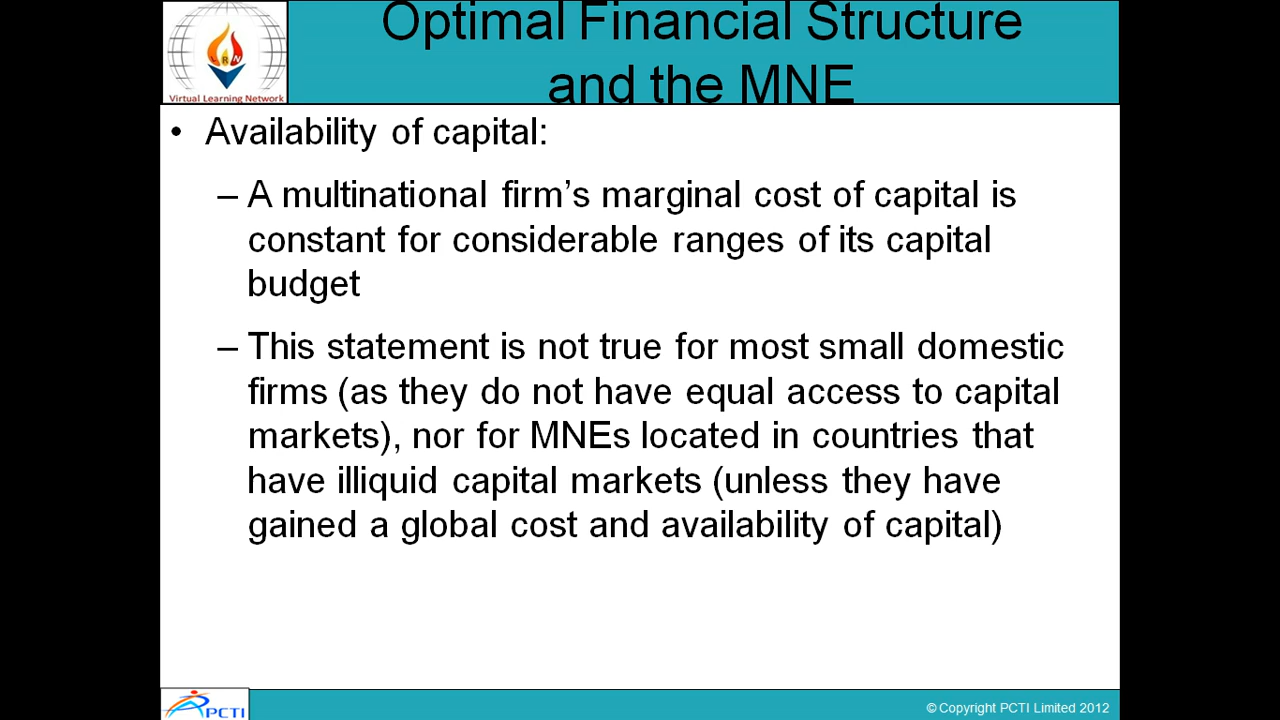 Optimal Financial Structure
and the MNE
VRN
Virtual Learning Network
• Availability of capital:
– A multinational firm’s marginal cost of capital is
constant for considerable ranges of its capital
budget
– This statement is not true for most small domestic
firms (as they do not have equal access to capital
markets), nor for MNEs located in countries that
have illiquid capital markets (unless they have
gained a global cost and availability of capital)
PCTI
© Copyright PCTI Limited 2012